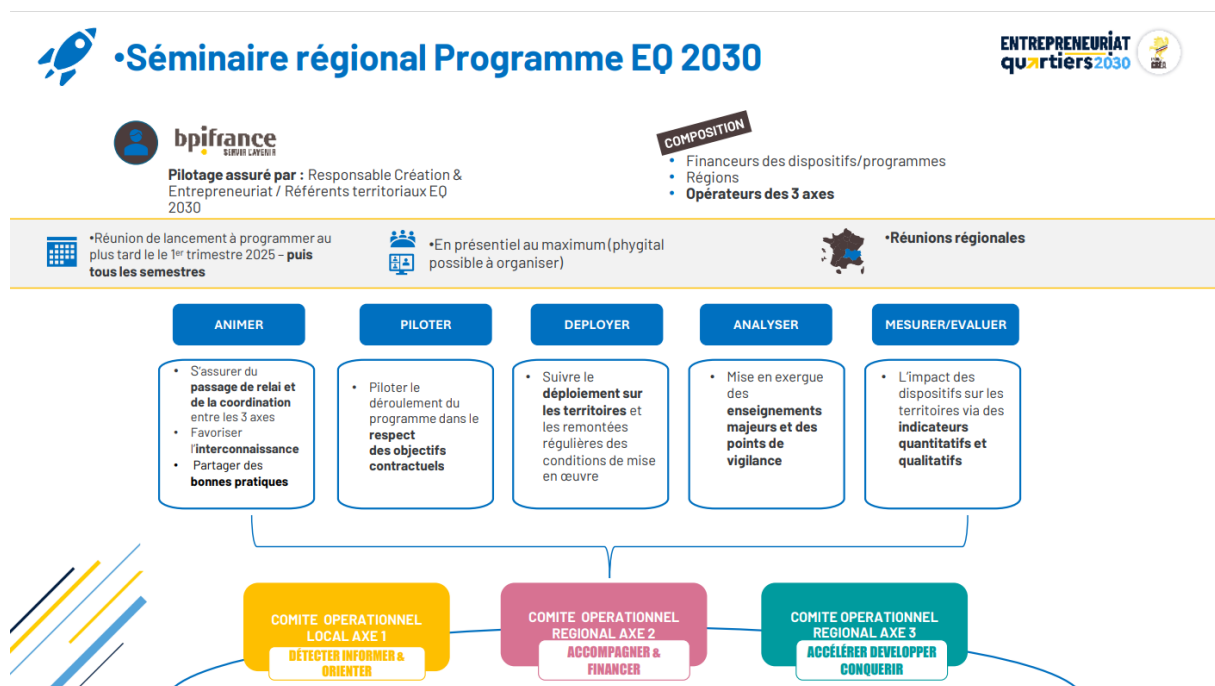 •Séminaire régional Programme EQ 2030
ENTREPRENEURIAT
quartiers2030
bpifrance
SERVIR L'AVENIR
Pilotage assuré par : Responsable Création &
Entrepreneuriat / Référents territoriaux EQ
2030
COMPOSITION
• Financeurs des dispositifs/programmes
• Régions
• Opérateurs des 3 axes
•Réunion de lancement à programmer au
plus tard le le 1er trimestre 2025 – puis
tous les semestres
•En présentiel au maximum (phygital
possible à organiser)
•Réunions régionales
ANIMER
• S'assurer du
passage de relai et
de la coordination
entre les 3 axes
• Favoriser
l'interconnaissance
• Partager des
bonnes pratiques
PILOTER
• Piloter le
déroulement du
programme dans le
respect
des objectifs
contractuels
DEPLOYER
• Suivre le
déploiement sur
les territoires et
les remontées
régulières des
conditions de mise
en œuvre
ANALYSER
• Mise en exergue
des
enseignements
majeurs et des
points de
vigilance
MESURER/EVALUER
• L'impact des
dispositifs sur les
territoires via des
indicateurs
quantitatifs et
qualitatifs
COMITE OPERATIONNEL
LOCAL AXE 1
DÉTECTER INFORMER &
ORIENTER
COMITE OPERATIONNEL
REGIONAL AXE 2
ACCOMPAGNER &
FINANCER
COMITE OPERATIONNEL
REGIONAL AXE 3
ACCÉLÉRER DEVELOPPER
CONQUERIR